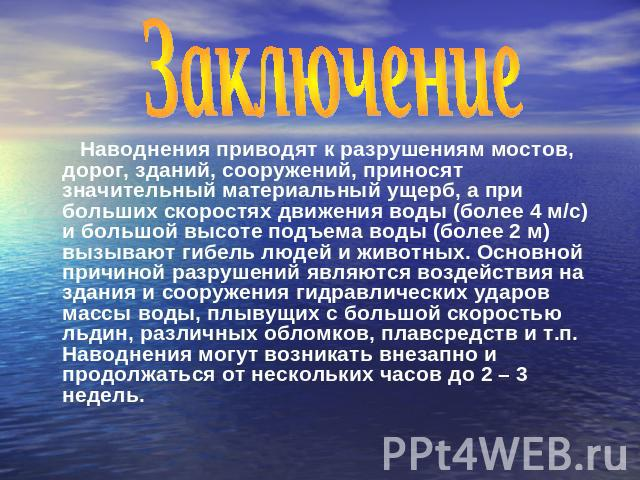 Заключение
Наводнения приводят к разрушениям мостов,
дорог, зданий, сооружений, приносят
значительный материальный ущерб, а при
больших скоростях движения воды (более 4 м/с)
и большой высоте подъема воды (более 2 м)
вызывают гибель людей и животных. Основной
причиной разрушений являются воздействия на
здания и сооружения гидравлических ударов
массы воды, плывущих с большой скоростью
льдин, различных обломков, плавсредств и т.п.
Наводнения могут возникать внезапно и
продолжаться от нескольких часов до 2 – 3
недель.
PPt4WEB.ru